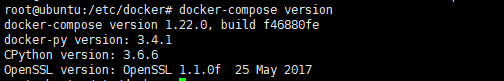 root@ubuntu:/etc/docker# docker-compose version
docker-compose version 1.22.0, build f46880fe
docker-py version: 3.4.1
CPython version: 3.6.6
OpenSSL version: OpenSSL 1.1.0f  25 May 2017